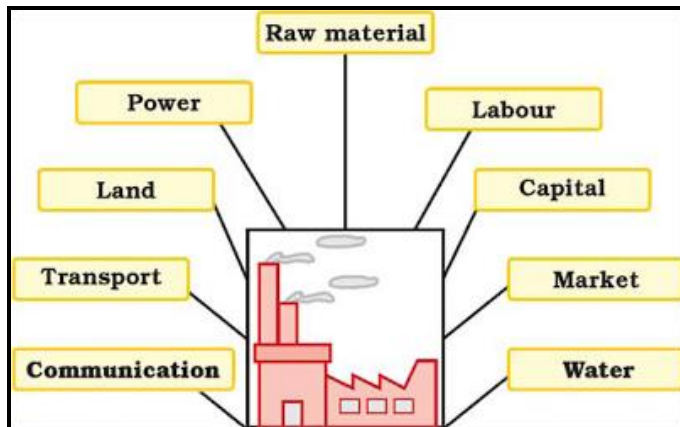 Raw material
Power
Labour
Land
Capital
Transport
Market
Communication
Water